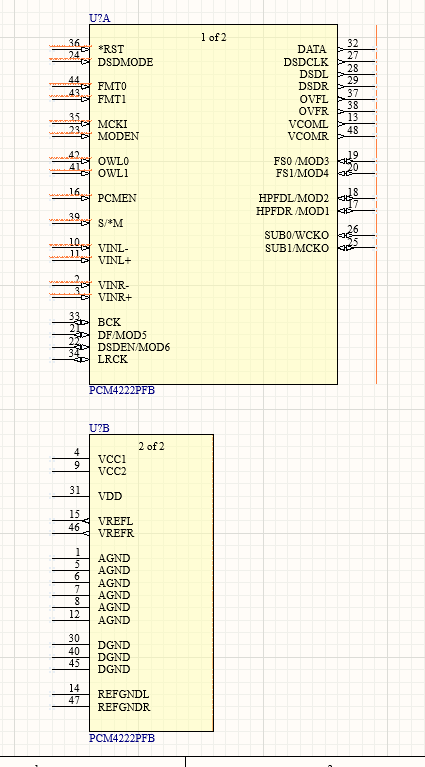 U?A
1 of 2
36 *RST DATA 32
24 DSDMODE DSDCLK 27
DSDL 28
44 FMT0 DSDR 29
43 FMT1 OVFL 37
OVFR 38
35 MCKI VCOML 13
23 MODEN VCOMR 48
42 OWL0 FS0 /MOD3 19
41 OWL1 FS1/MOD4 20
16 PCMEN HPFDL/MOD2 18
HPFDR /MOD1 17
39 S/*M
SUB0/WCKO 26
10 VINL- SUB1/MCKO 25
11 VINL+
2 VINR-
3 VINR+
33 BCK
21 DF/MOD5
22 DSDEN/MOD6
34 LRCK
PCM4222PFB
U?B
2 of 2
4 VCC1
9 VCC2
31 VDD
15 VREFL
46 VREFR
1 AGND
5 AGND
6 AGND
7 AGND
8 AGND
12 AGND
30 DGND
40 DGND
45 DGND
14 REFGNDL
47 REFGNDR
PCM4222PFB